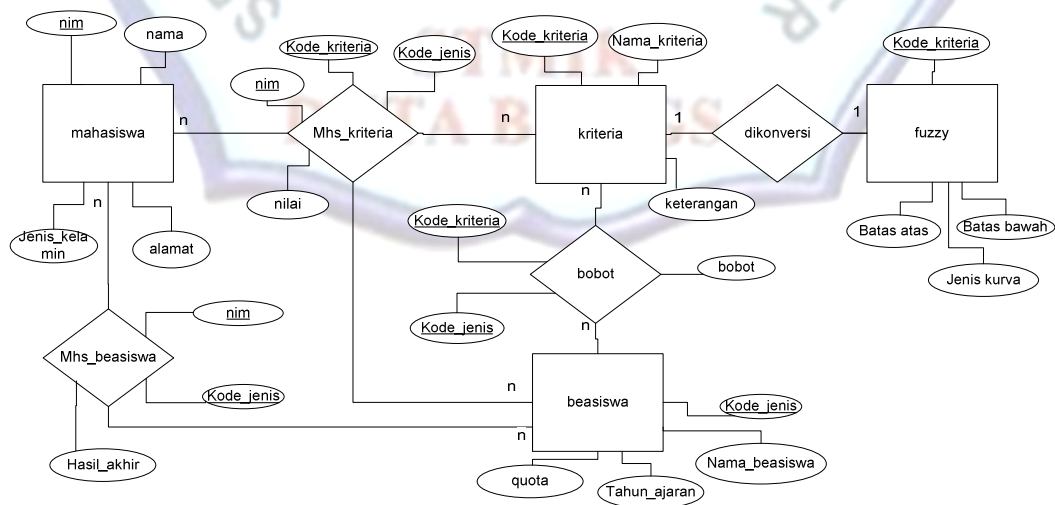 nim
nama
mahasiswa
Jenis_kela
min
alamat
n
n
nim
Kode_kriteria
Kode_jenis
Mhs_kriteria
nilai
n
Kode_kriteria
Nama_kriteria
kriteria
keterangan
1
dikonversi
1
Kode_kriteria
fuzzy
Batas atas
Batas bawah
Jenis kurva
n
Kode_kriteria
bobot
bobot
Kode_jenis
n
Mhs_beasiswa
nim
Kode_jenis
Hasil_akhir
n
n
beasiswa
Kode_jenis
Nama_beasiswa
quota
Tahun_ajaran
STMIK